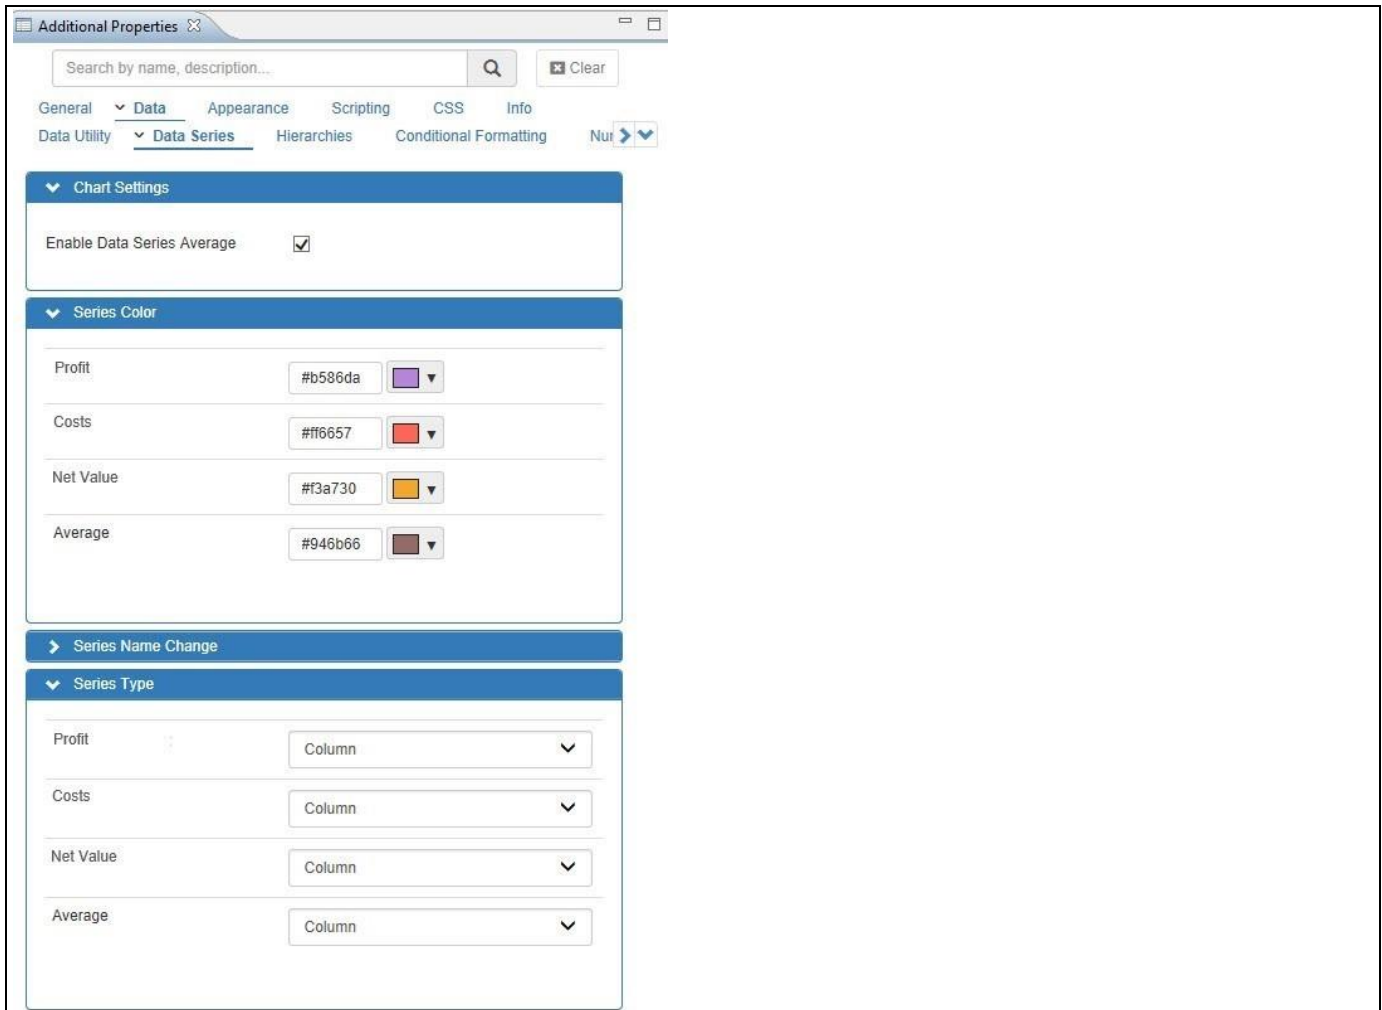 Additional Properties
Search by name, description...
Clear
General Data Appearance Scripting CSS Info
Data Utility Data Series Hierarchies Conditional Formatting Nur
Chart Settings
Enable Data Series Average
Series Color
Profit #b586da
Costs #ff6657
Net Value #f3a730
Average #946b66
Series Name Change
Series Type
Profit Column
Costs Column
Net Value Column
Average Column